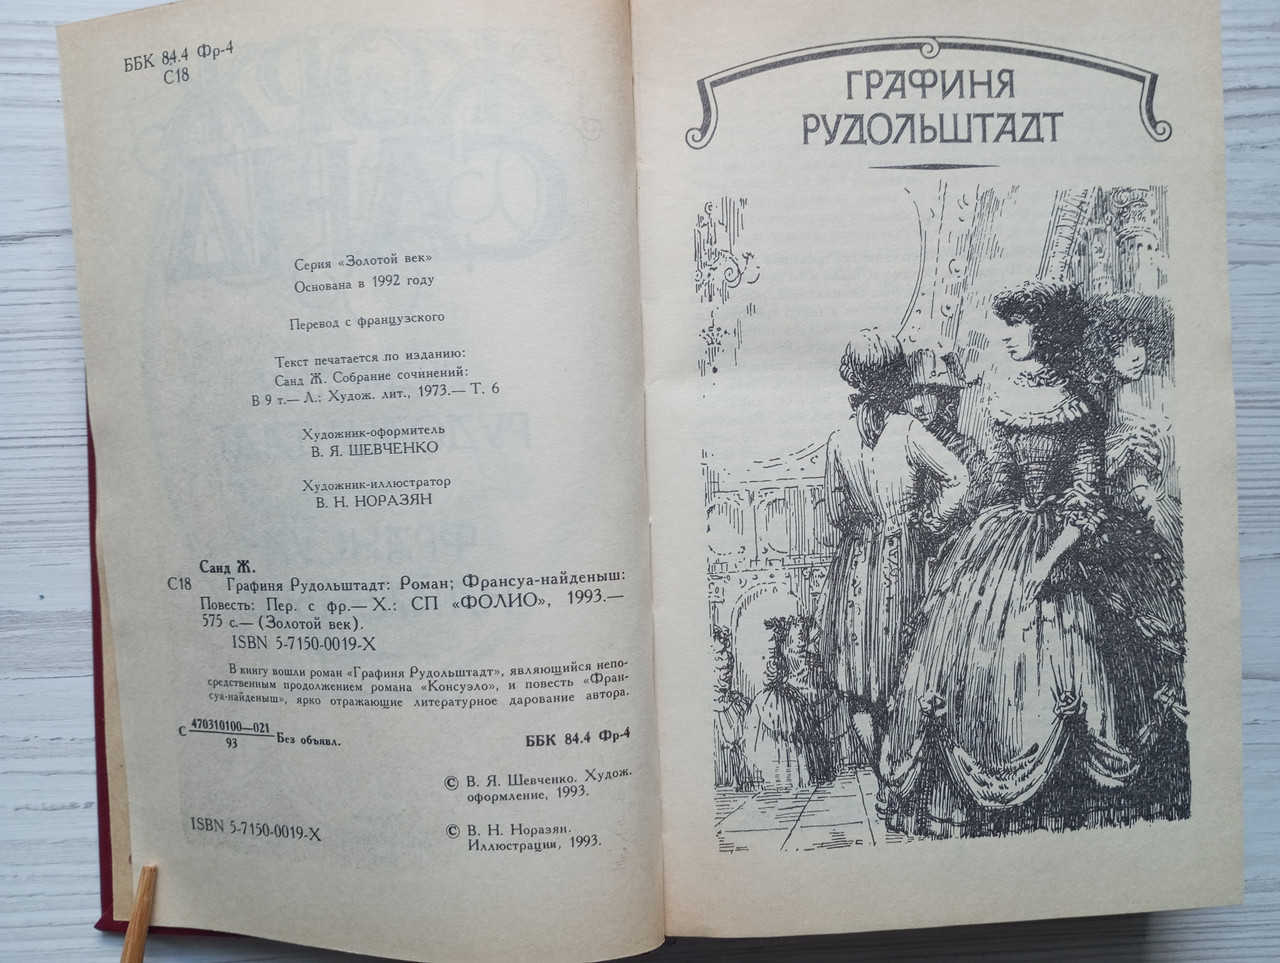 ББК 84.4 Фр-4
С18
Серия «Золотой век»
Основана в 1992 году
Перевод с французского
Текст печатается по изданию:
Санд Ж. Собрание сочинений:
В 9 т.— Л.: Худож. лит., 1973.— Т. 6
Художник-оформитель
В. Я. ШЕВЧЕНКО
Художник-иллюстратор
В. Н. НОРАЗЯН
Санд Ж.
С18 Графиня Рудольштадт: Роман; Франсуа-найденыш:
Повесть: Пер. с фр.— Х.: СП «ФОЛИО», 1993.—
575 с.— (Золотой век).
ISBN 5-7150-0019-X
В книгу вошли роман «Графиня Рудольштадт», являющийся непо-
средственным продолжением романа «Консуэло», и повесть «Фран-
суа-найденыш», ярко отражающие литературное дарование автора.
С 470310100—021
93 Без объявл.
ББК 84.4 Фр-4
© В. Я. Шевченко. Худож.
оформление, 1993.
ISBN 5-7150-0019-X
© В. Н. Норазян.
Иллюстрации, 1993.
ГРАФИНЯ
РУДОЛЬШТАДТ